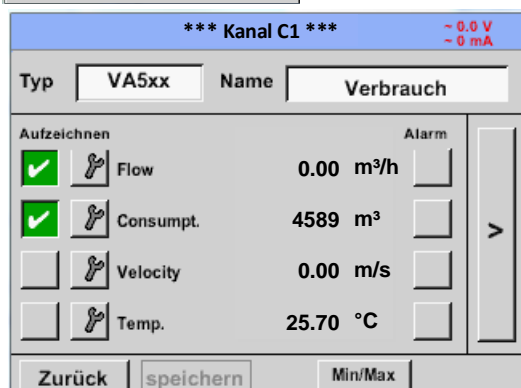 *** Kanal C1 *** ~ 0.0 V
~ 0 mA
Typ VA5xx Name Verbrauch
Aufzeichnen Alarm
Flow 0.00 m³/h
Consumpt. 4589 m³
Velocity 0.00 m/s
Temp. 25.70 °C
>
Zurück speichern Min/Max